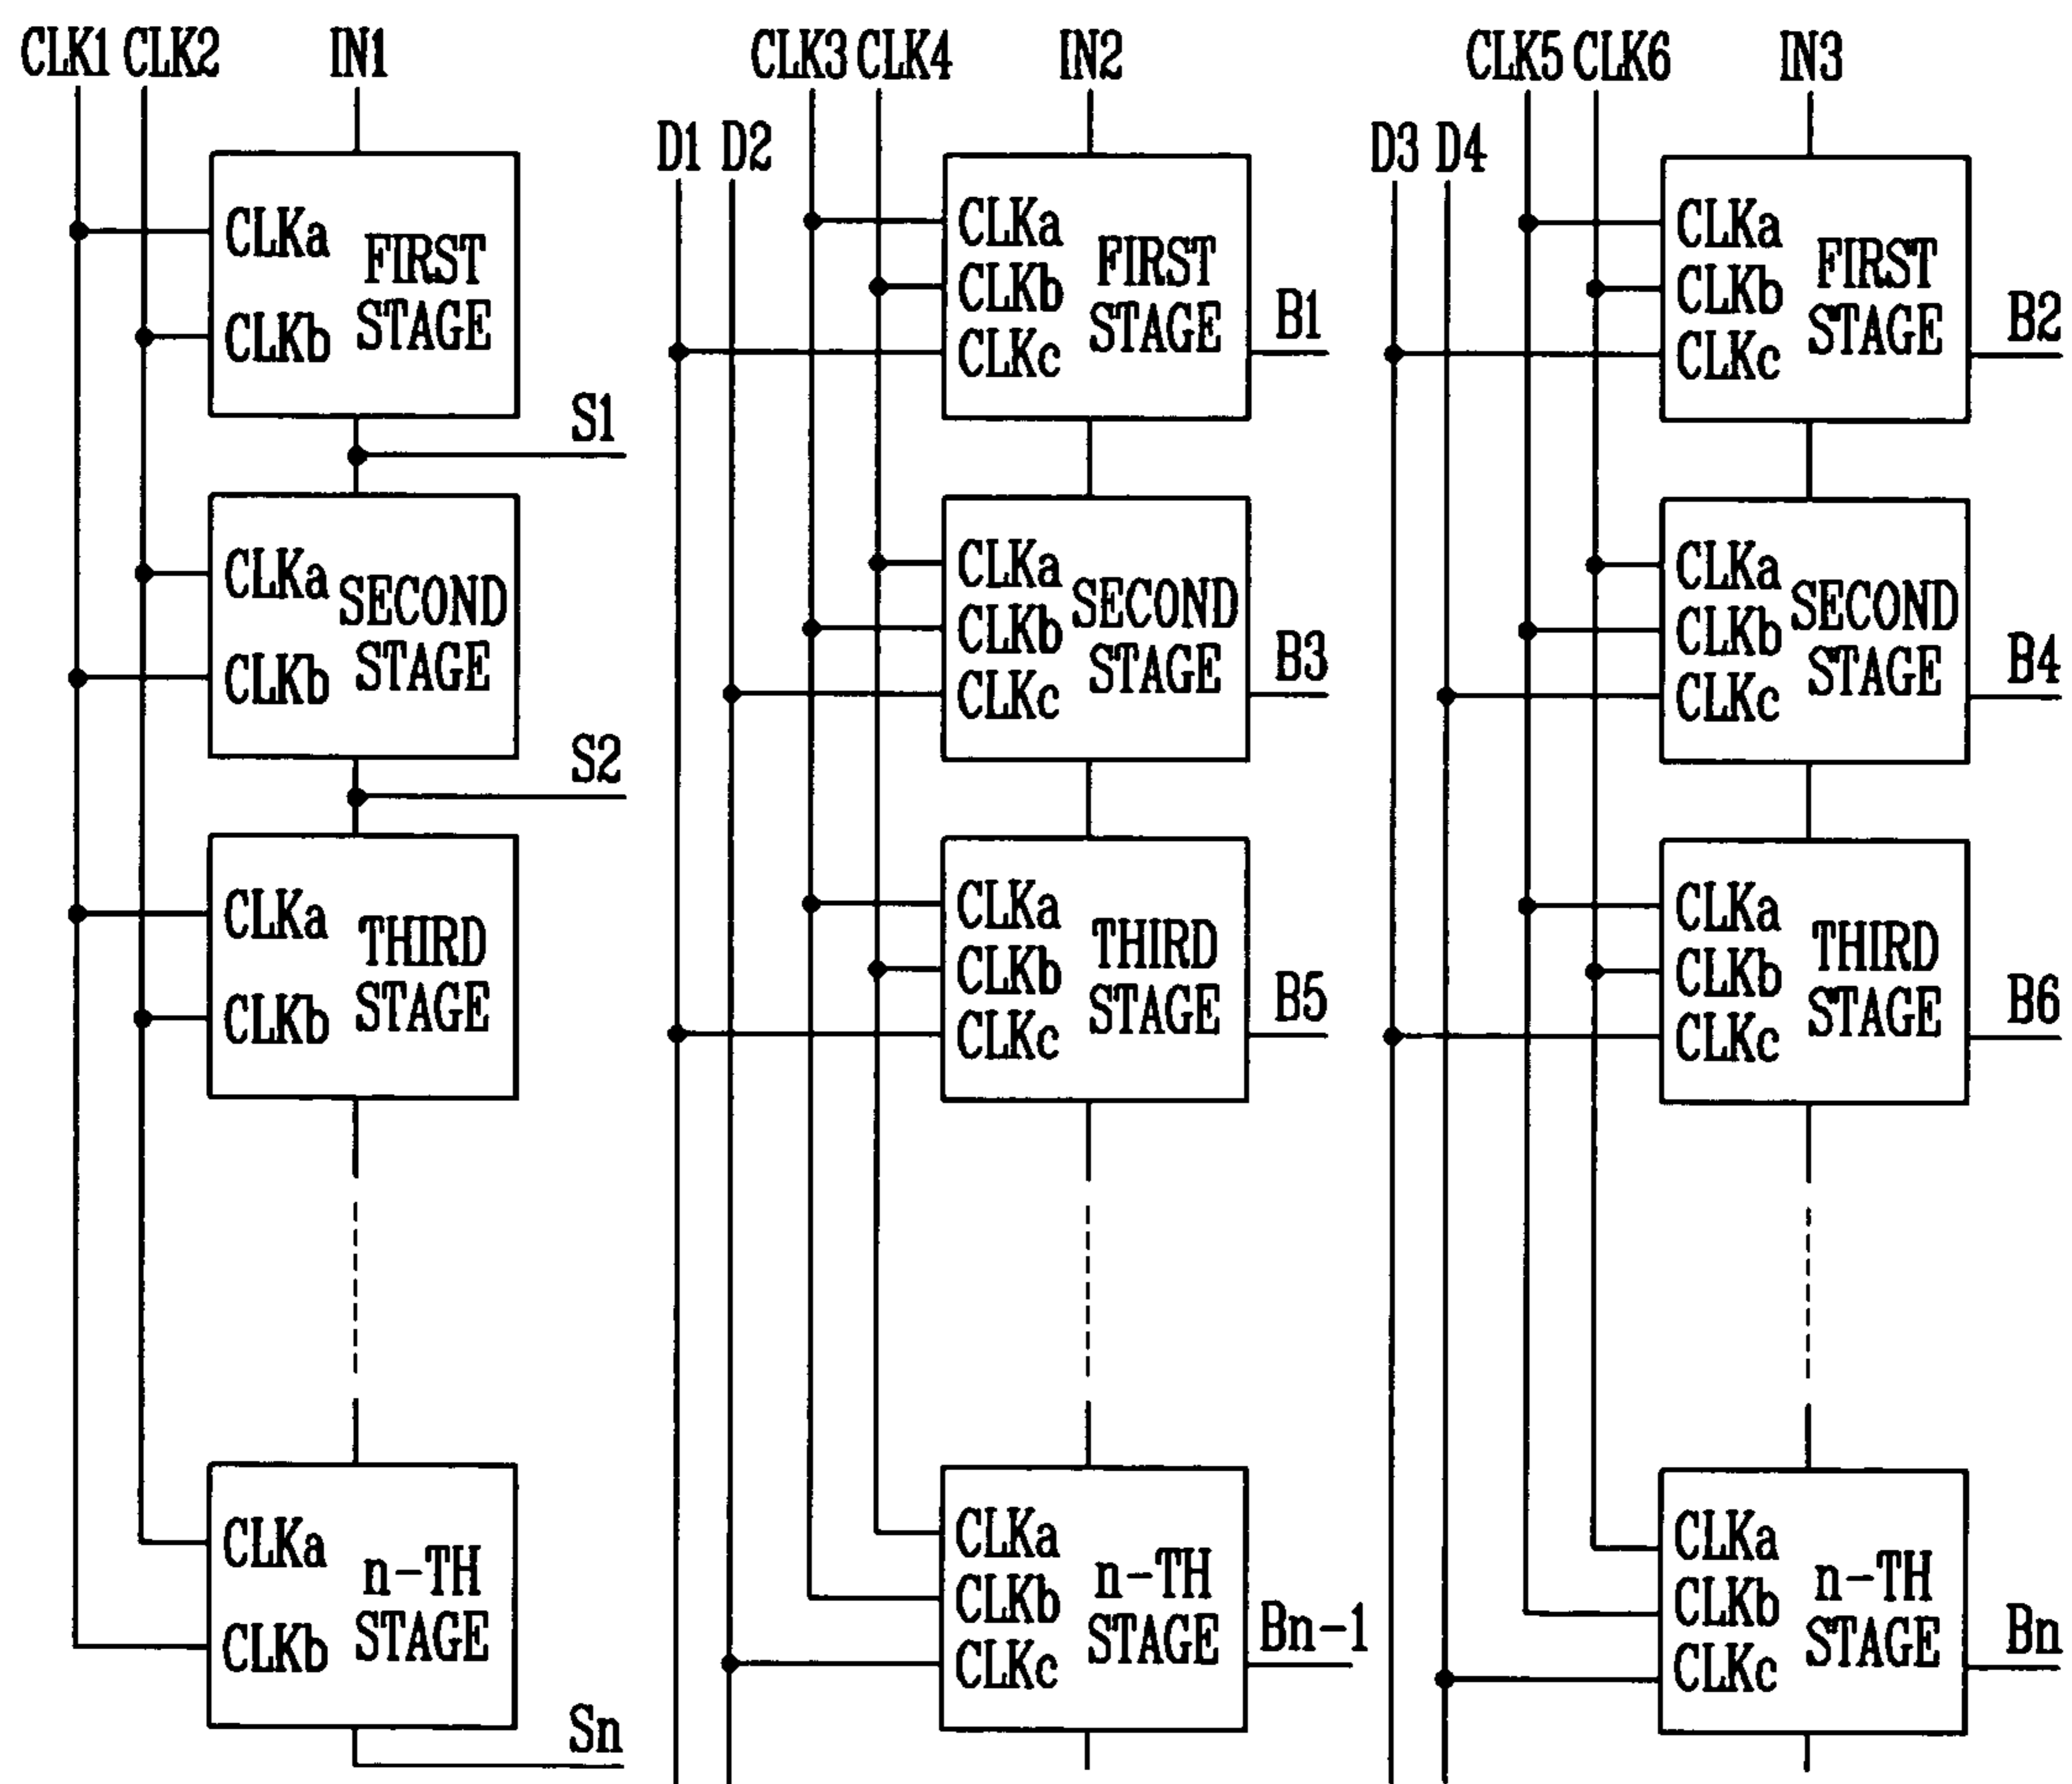 CLK1 CLK2 IN1
CLKa
CLKb
FIRST
STAGE
S1
CLKa
CLKb
SECOND
STAGE
S2
CLKa
CLKb
THIRD
STAGE
CLKa
CLKb
n-TH
STAGE
Sn
CLK3 CLK4 IN2
D1 D2
CLKa
CLKb
CLKc
FIRST
STAGE
B1
CLKa
CLKb
CLKc
SECOND
STAGE
B3
CLKa
CLKb
CLKc
THIRD
STAGE
B5
CLKa
CLKb
CLKc
n-TH
STAGE
Bn-1
CLK5 CLK6 IN3
D3 D4
CLKa
CLKb
CLKc
FIRST
STAGE
B2
CLKa
CLKb
CLKc
SECOND
STAGE
B4
CLKa
CLKb
CLKc
THIRD
STAGE
B6
CLKa
CLKb
CLKc
n-TH
STAGE
Bn